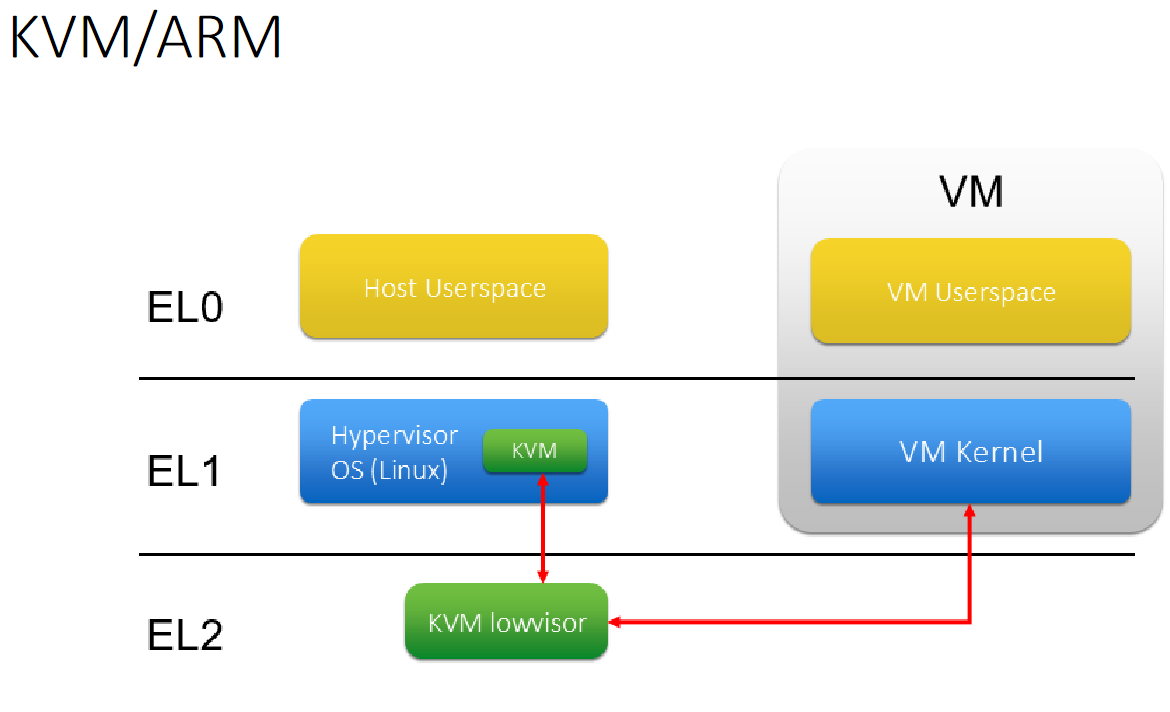 KVM/ARM
VM
EL0
Host Userspace
VM Userspace
EL1
Hypervisor
OS (Linux)
KVM
VM Kernel
EL2
KVM lowvisor